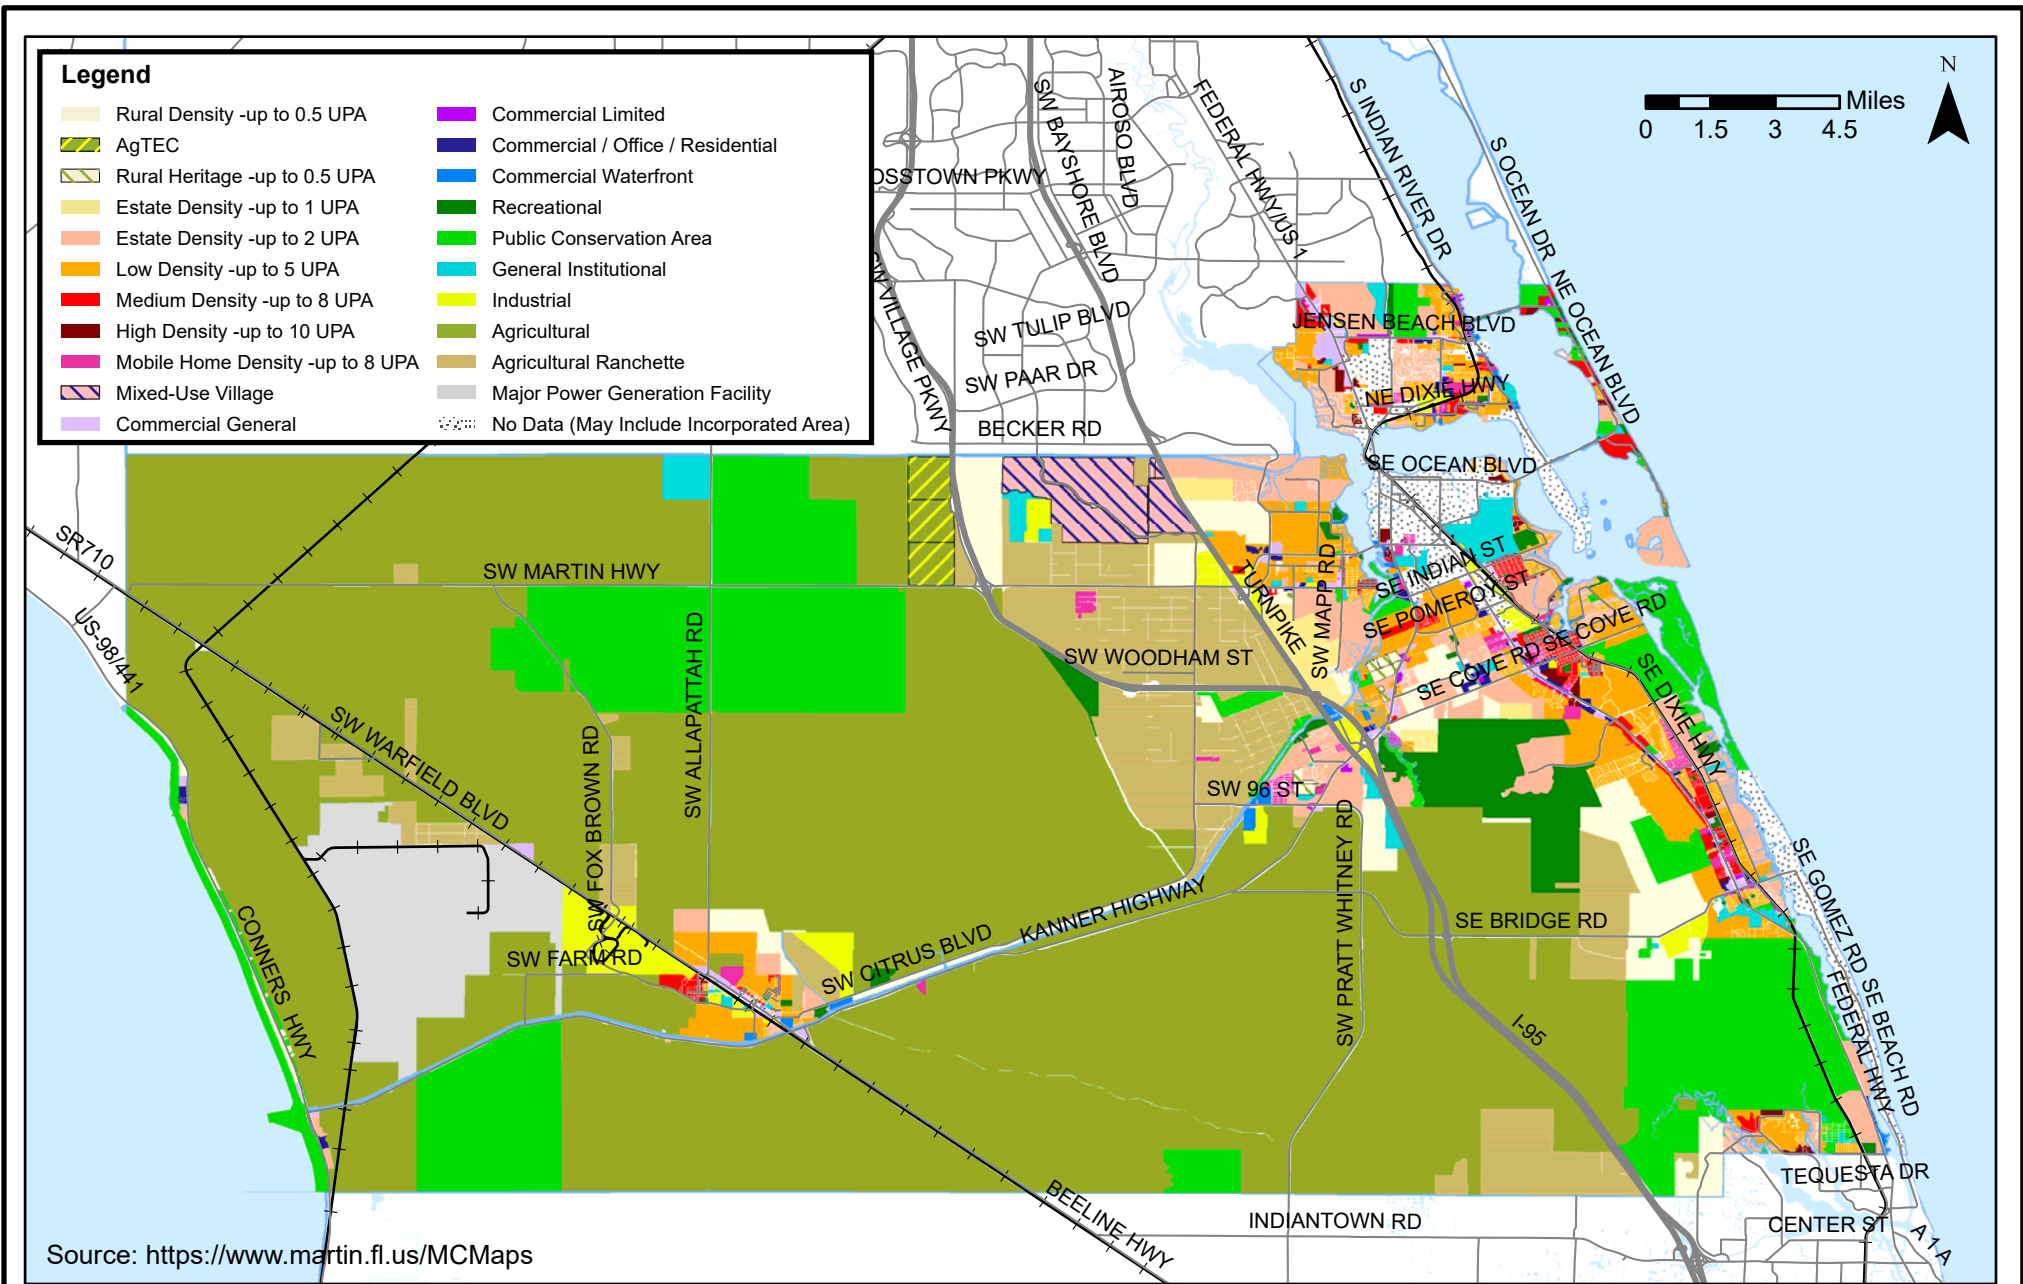 Legend
Rural Density -up to 0.5 UPA
AgTEC
Rural Heritage -up to 0.5 UPA
Estate Density -up to 1 UPA
Estate Density -up to 2 UPA
Low Density -up to 5 UPA
Medium Density -up to 8 UPA
High Density -up to 10 UPA
Mobile Home Density -up to 8 UPA
Mixed-Use Village
Commercial General
Commercial Limited
Commercial / Office / Residential
Commercial Waterfront
Recreational
Public Conservation Area
General Institutional
Industrial
Agricultural
Agricultural Ranchette
Major Power Generation Facility
No Data (May Include Incorporated Area)
N
Miles
0 1.5 3 4.5
OSSTOWN PKWY
SW BAYSHORE BLVD
AIROSO BLVD
FEDERAL HWY/US 1
S INDIAN RIVER DR
S OCEAN DR
NE OCEAN BLVD
SW VILLAGE PKWY
SW TULIP BLVD
SW PAAR DR
BECKER RD
JENSEN BEACH BLVD
NE DIXIE HWY
SE OCEAN BLVD
SR710
US-98/441
SW MARTIN HWY
SW ALLAPATTAH RD
SW FOX BROWN RD
SW WARFIELD BLVD
SW WOODHAM ST
TURNPIKE
SW MAPP RD
SE INDIAN ST
SE POMEROY ST
SE COVE RD
SE COVE RD
SE DIXIE HWY
SW 96 ST
SW PRATT WHITNEY RD
KANNER HIGHWAY
SW CITRUS BLVD
SW FARM RD
CONNERS HWY
SE BRIDGE RD
I-95
SE GOMEZ RD
SE BEACH RD
FEDERAL HWY
BEELINE HWY
INDIANTOWN RD
TEQUESTA DR
CENTER ST
A 1 A
Source: https://www.martin.fl.us/MCMaps